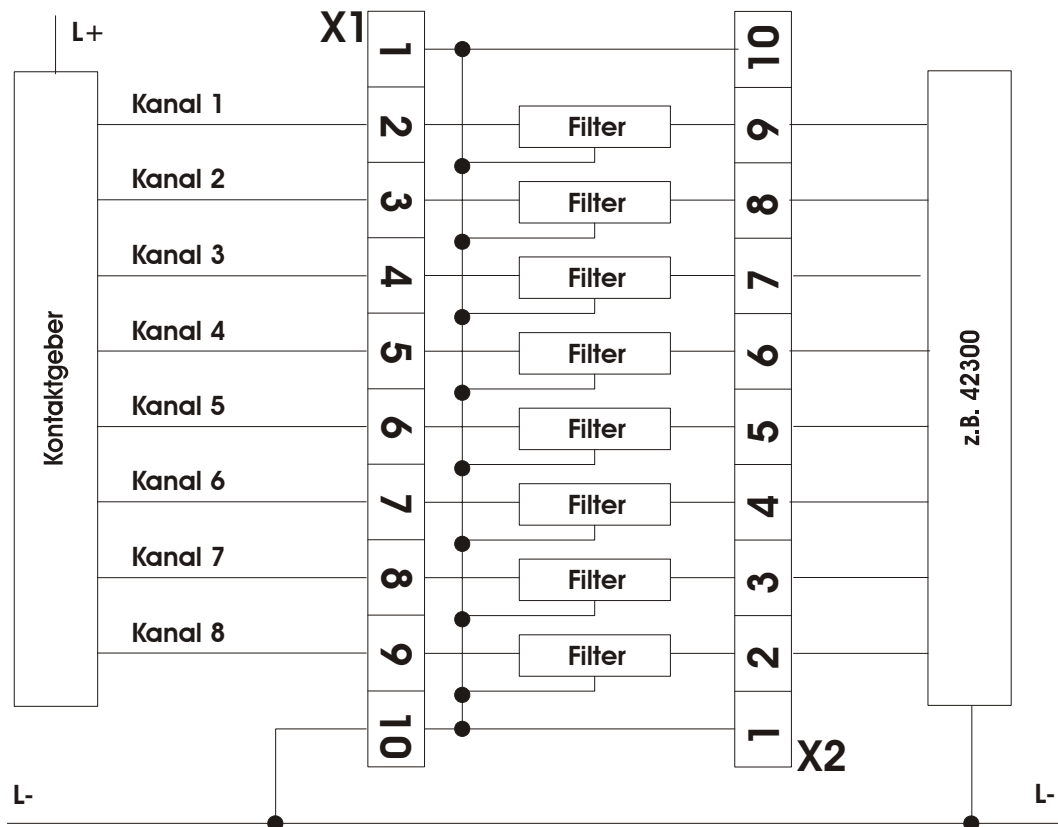 L+
X1
1
10
Kanal 1
2
Filter
9
Kanal 2
3
Filter
8
Kanal 3
4
Filter
7
Kanal 4
5
Filter
6
Kontaktgeber
z.B. 42300
Kanal 5
6
Filter
5
Kanal 6
7
Filter
4
Kanal 7
8
Filter
3
Kanal 8
9
Filter
2
10
1
X2
L-
L-